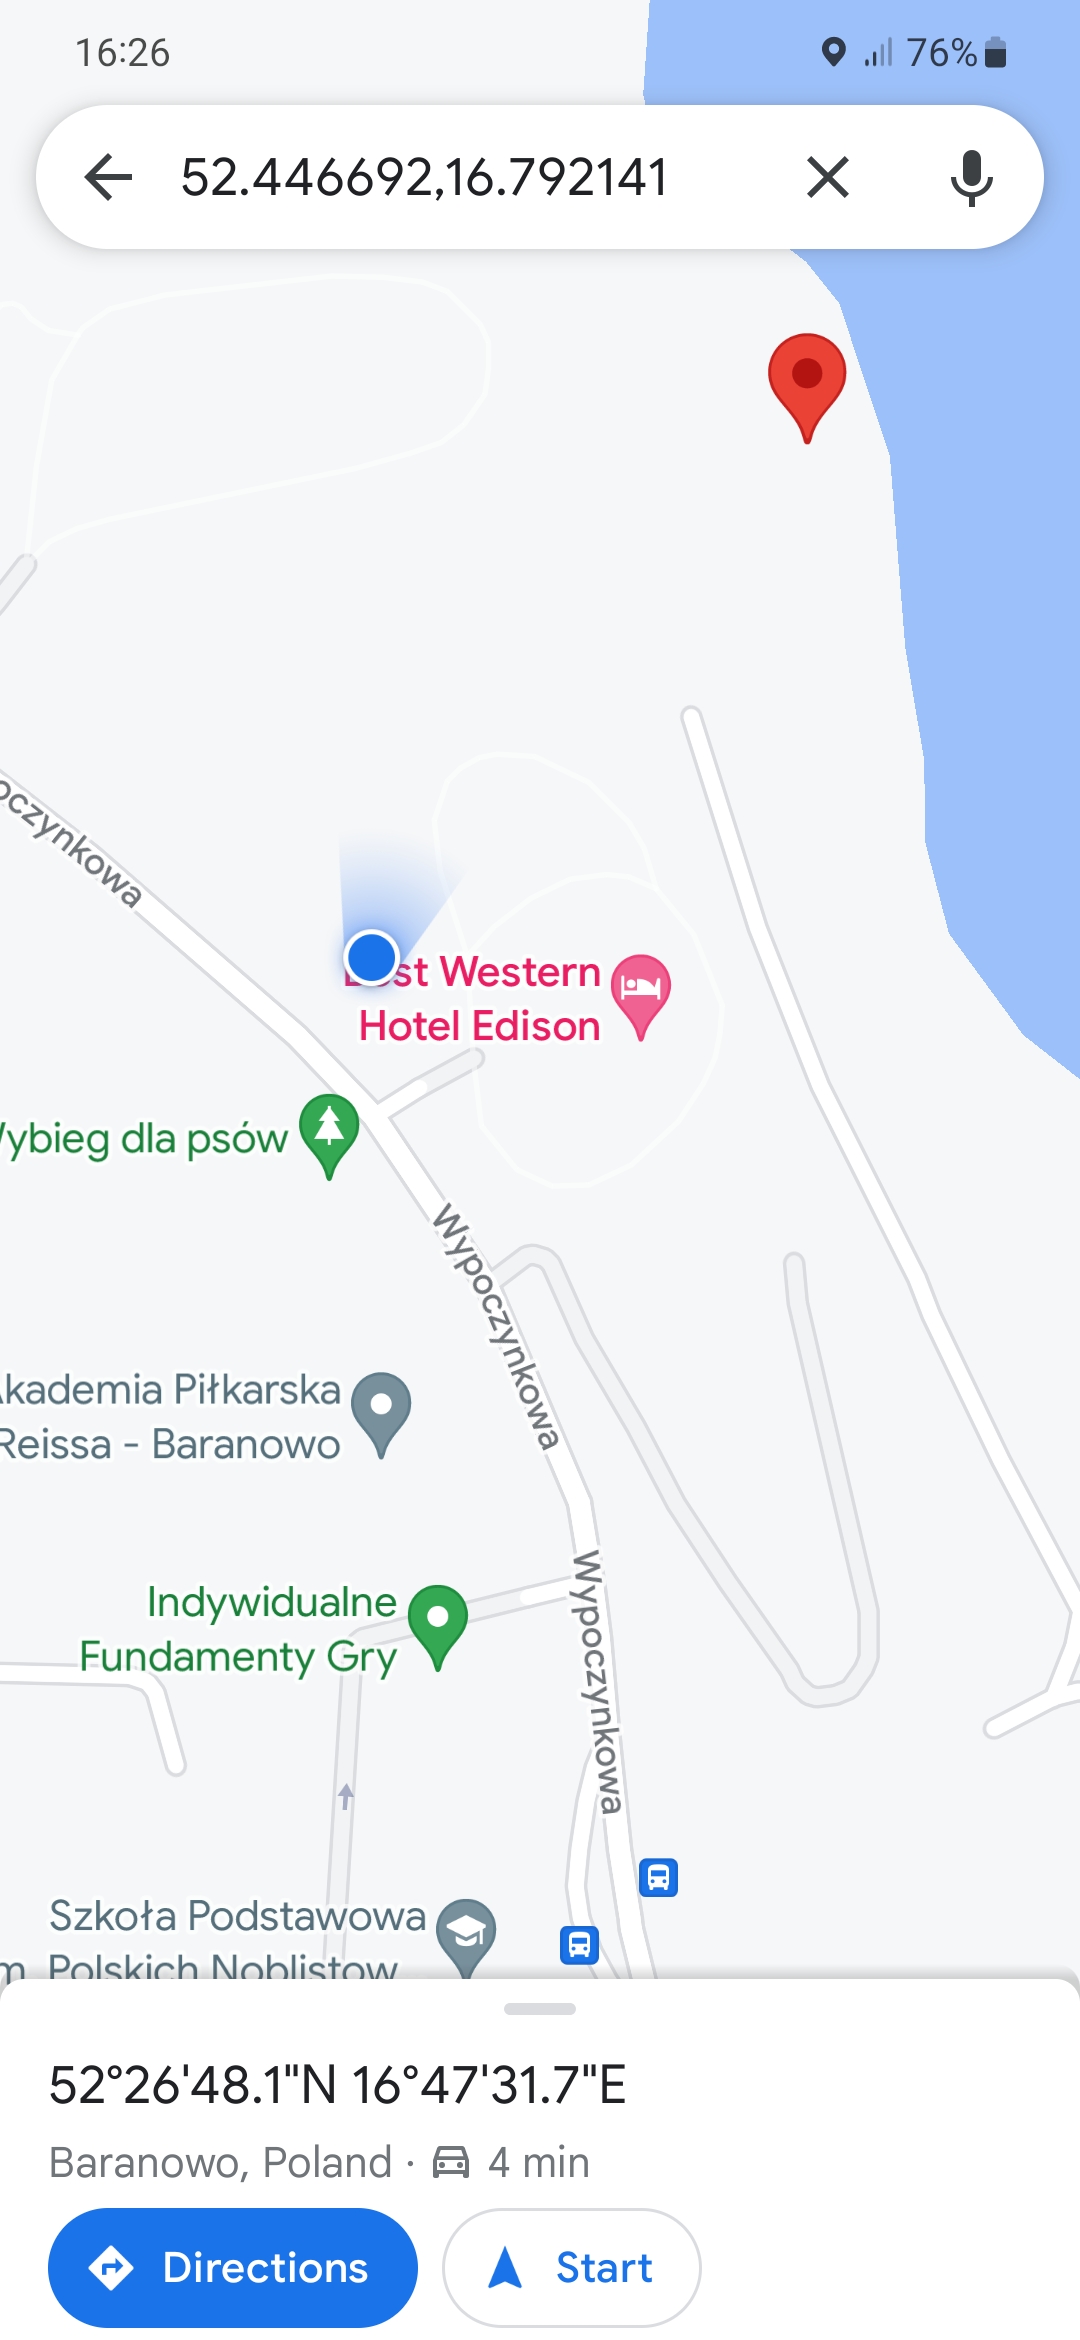 16:26
76%
52.446692,16.792141
oczynkowa
st Western
Hotel Edison
ybieg dla psów
Wypoczynkowa
kademia Piłkarska
Reissa - Baranowo
Indywidualne
Fundamenty Gry
Wypoczynkowa
Szkoła Podstawowa
m. Polskich Noblistow
52°26'48.1"N 16°47'31.7"E
Baranowo, Poland · 4 min
Directions
Start